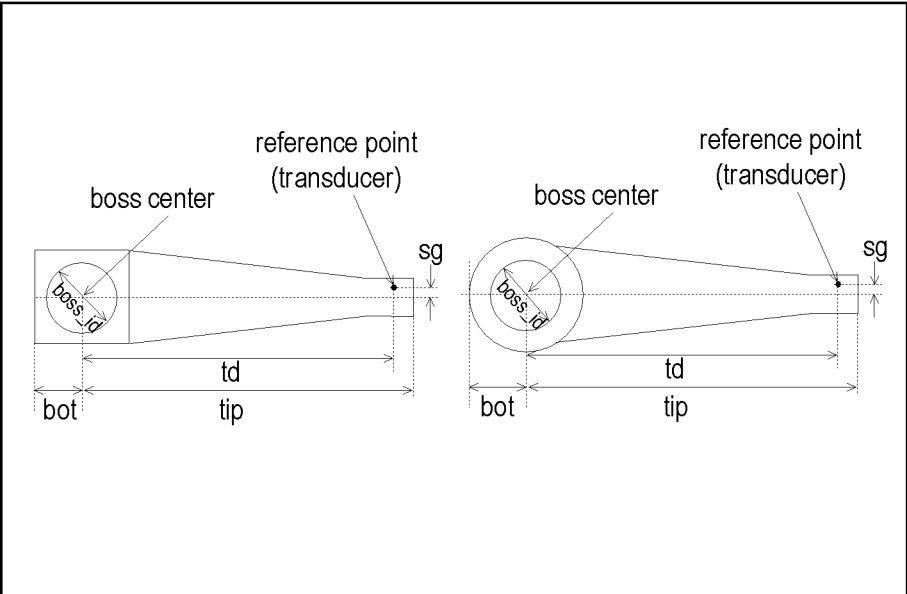 reference point
(transducer)
boss center
sg
boss_id
td
bot
tip
reference point
(transducer)
boss center
sg
boss_id
td
bot
tip